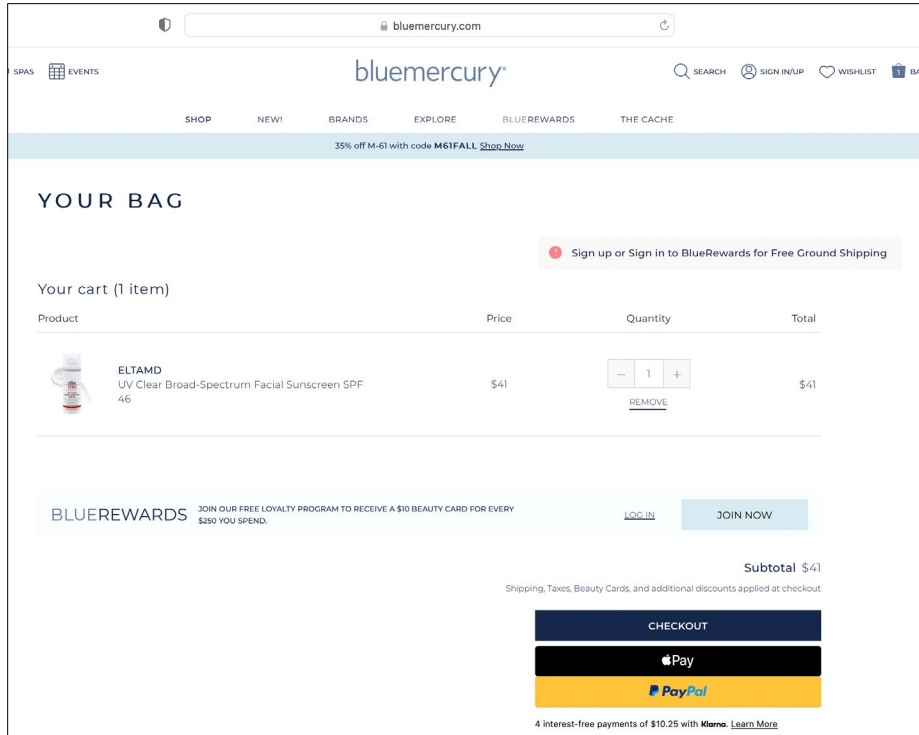 bluemercury.com
SPAS
EVENTS
bluemercury
SEARCH
SIGN IN/UP
WISHLIST
1
SHOP
NEW!
BRANDS
EXPLORE
BLUEREWARDS
THE CACHE
35% off M-61 with code M61FALL Shop Now
YOUR BAG
Sign up or Sign in to BlueRewards for Free Ground Shipping
Your cart (1 item)
Product Price Quantity Total
ELTAMD
UV Clear Broad-Spectrum Facial Sunscreen SPF
46
$41
− 1 +
REMOVE
$41
BLUEREWARDS
JOIN OUR FREE LOYALTY PROGRAM TO RECEIVE A $10 BEAUTY CARD FOR EVERY
$250 YOU SPEND.
LOG IN
JOIN NOW
Subtotal $41
Shipping, Taxes, Beauty Cards, and additional discounts applied at checkout
CHECKOUT
Pay
PayPal
4 interest-free payments of $10.25 with Klarna. Learn More